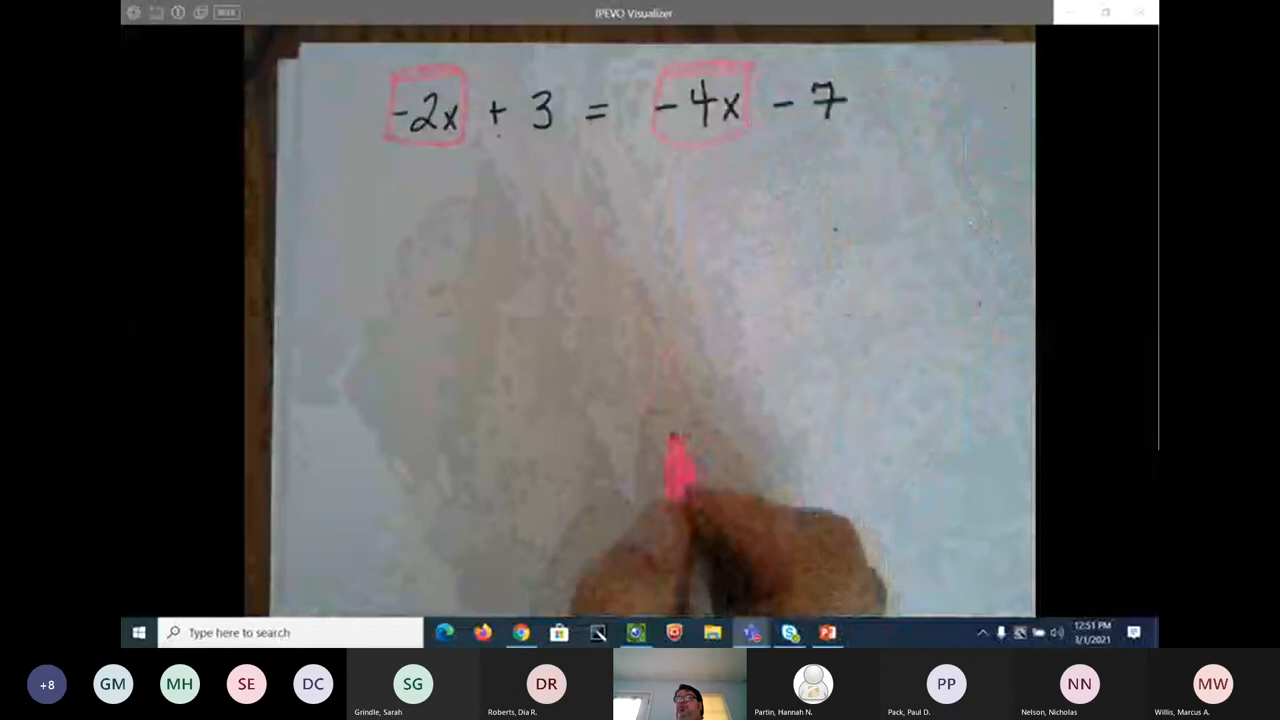 IPEVO Visualizer
-2x + 3 = -4x - 7
Type here to search
12:51 PM
3/1/2021
+8
GM
MH
SE
DC
SG
DR
PP
NN
MW
Grindle, Sarah
Roberts, Dia R.
Partin, Hannah N.
Pack, Paul D.
Nelson, Nicholas
Willis, Marcus A.